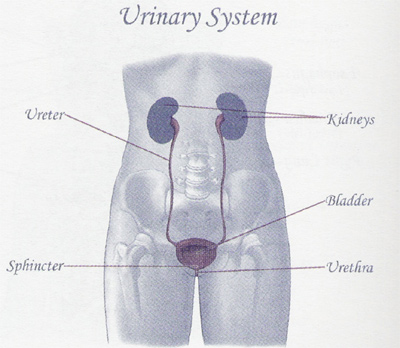 Urinary System
Ureter
Kidneys
Bladder
Sphincter
Urethra